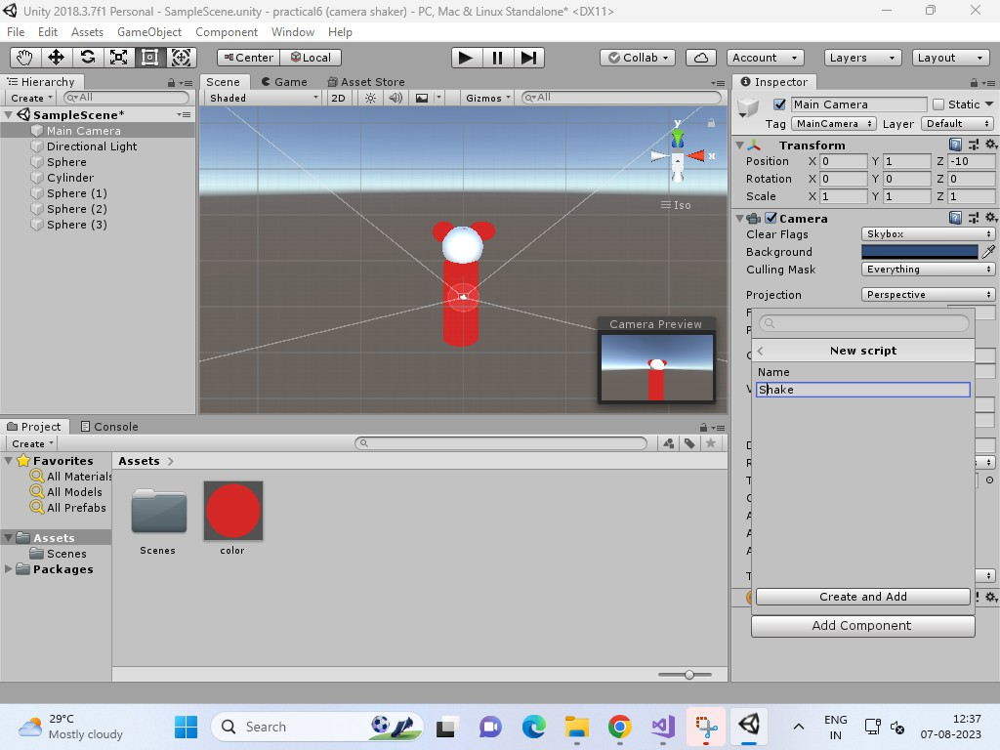 Unity 2018.3.7f1 Personal - SampleScene.unity - practical6 (camera shaker) - PC, Mac & Linux Standalone* <DX11>
File Edit Assets GameObject Component Window Help
Center Local Collab Account Layers Layout
Hierarchy
Create All
SampleScene*
Main Camera
Directional Light
Sphere
Cylinder
Sphere (1)
Sphere (2)
Sphere (3)
Scene Game Asset Store
Shaded 2D Gizmos All
y
x
Iso
Camera Preview
Inspector
Main Camera Static
Tag MainCamera Layer Default
Transform
Position X 0 Y 1 Z -10
Rotation X 0 Y 0 Z 0
Scale X 1 Y 1 Z 1
Camera
Clear Flags Skybox
Background
Culling Mask Everything
Projection Perspective
New script
Name
Shake
Create and Add
Add Component
Project Console
Create
Favorites
All Materials
All Models
All Prefabs
Assets
Scenes
Packages
Assets
Scenes
color
29°C
Mostly cloudy
Search
ENG
IN
12:37
07-08-2023